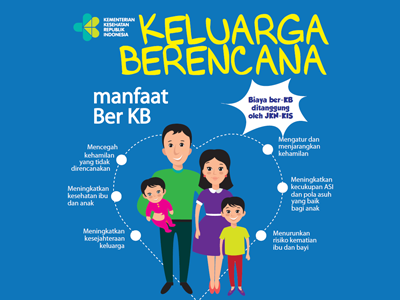 KEMENTERIAN
KESEHATAN
REPUBLIK
INDONESIA
KELUARGA
BERENCANA
manfaat
Ber KB
Biaya ber-KB
ditanggung
oleh JKN-KIS
Mencegah
kehamilan
yang tidak
direncanakan
Meningkatkan
kesehatan ibu
dan anak
Meningkatkan
kesejahteraan
keluarga
Mengatur dan
menjarangkan
kehamilan
Meningkatkan
kecukupan ASI
dan pola asuh
yang baik
bagi anak
Menurunkan
risiko kematian
ibu dan bayi